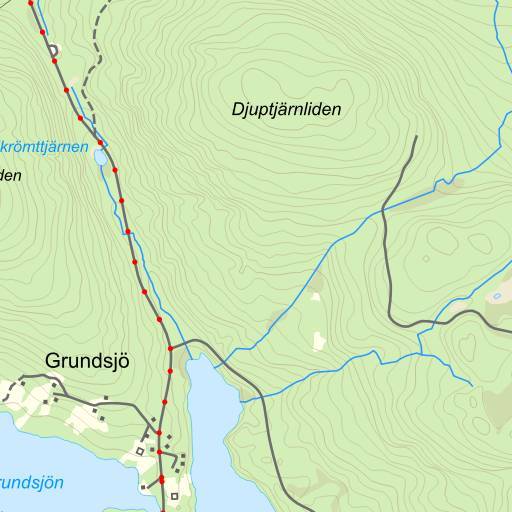 Djuptjärnliden
krömttjärnen
den
Grundsjö
rundsjön